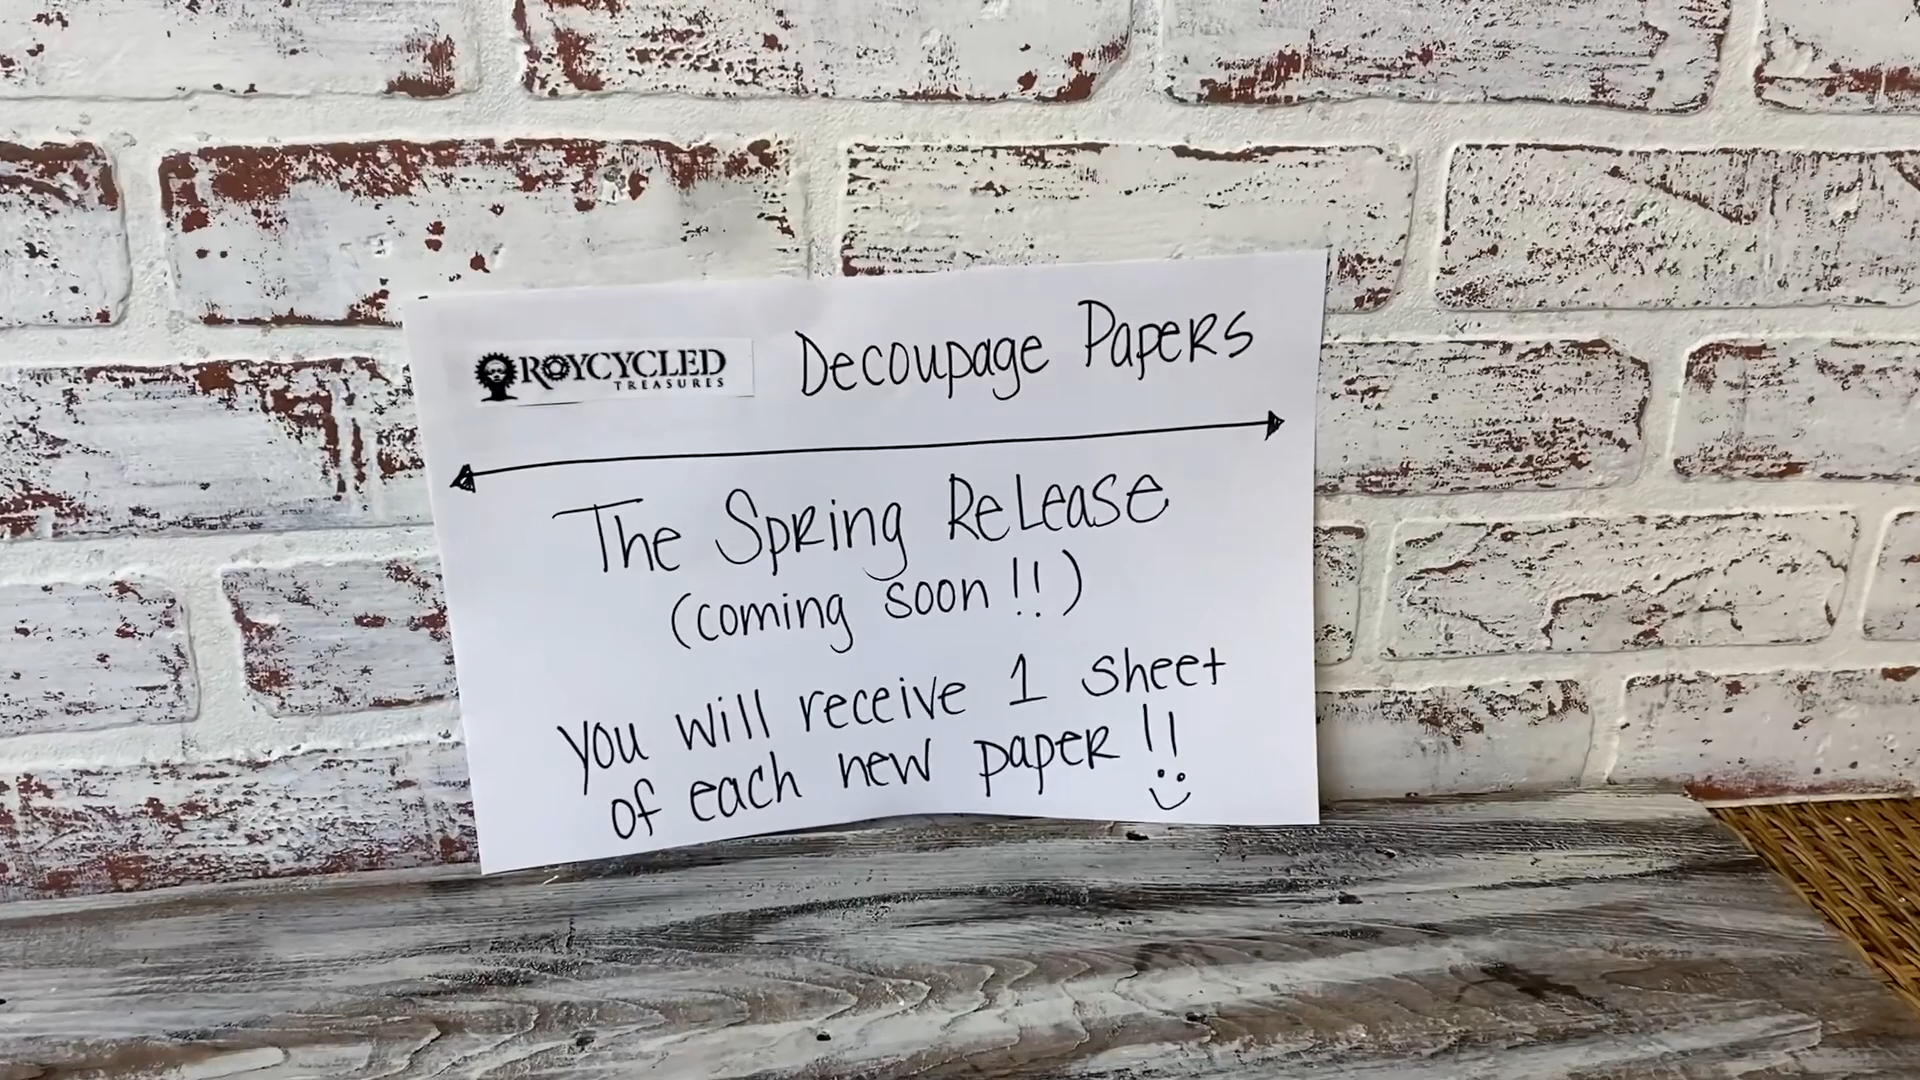 ROYCYCLED
TREASURES
Decoupage Papers
The Spring Release
(coming soon!!)
You will receive 1 sheet
of each new paper!!